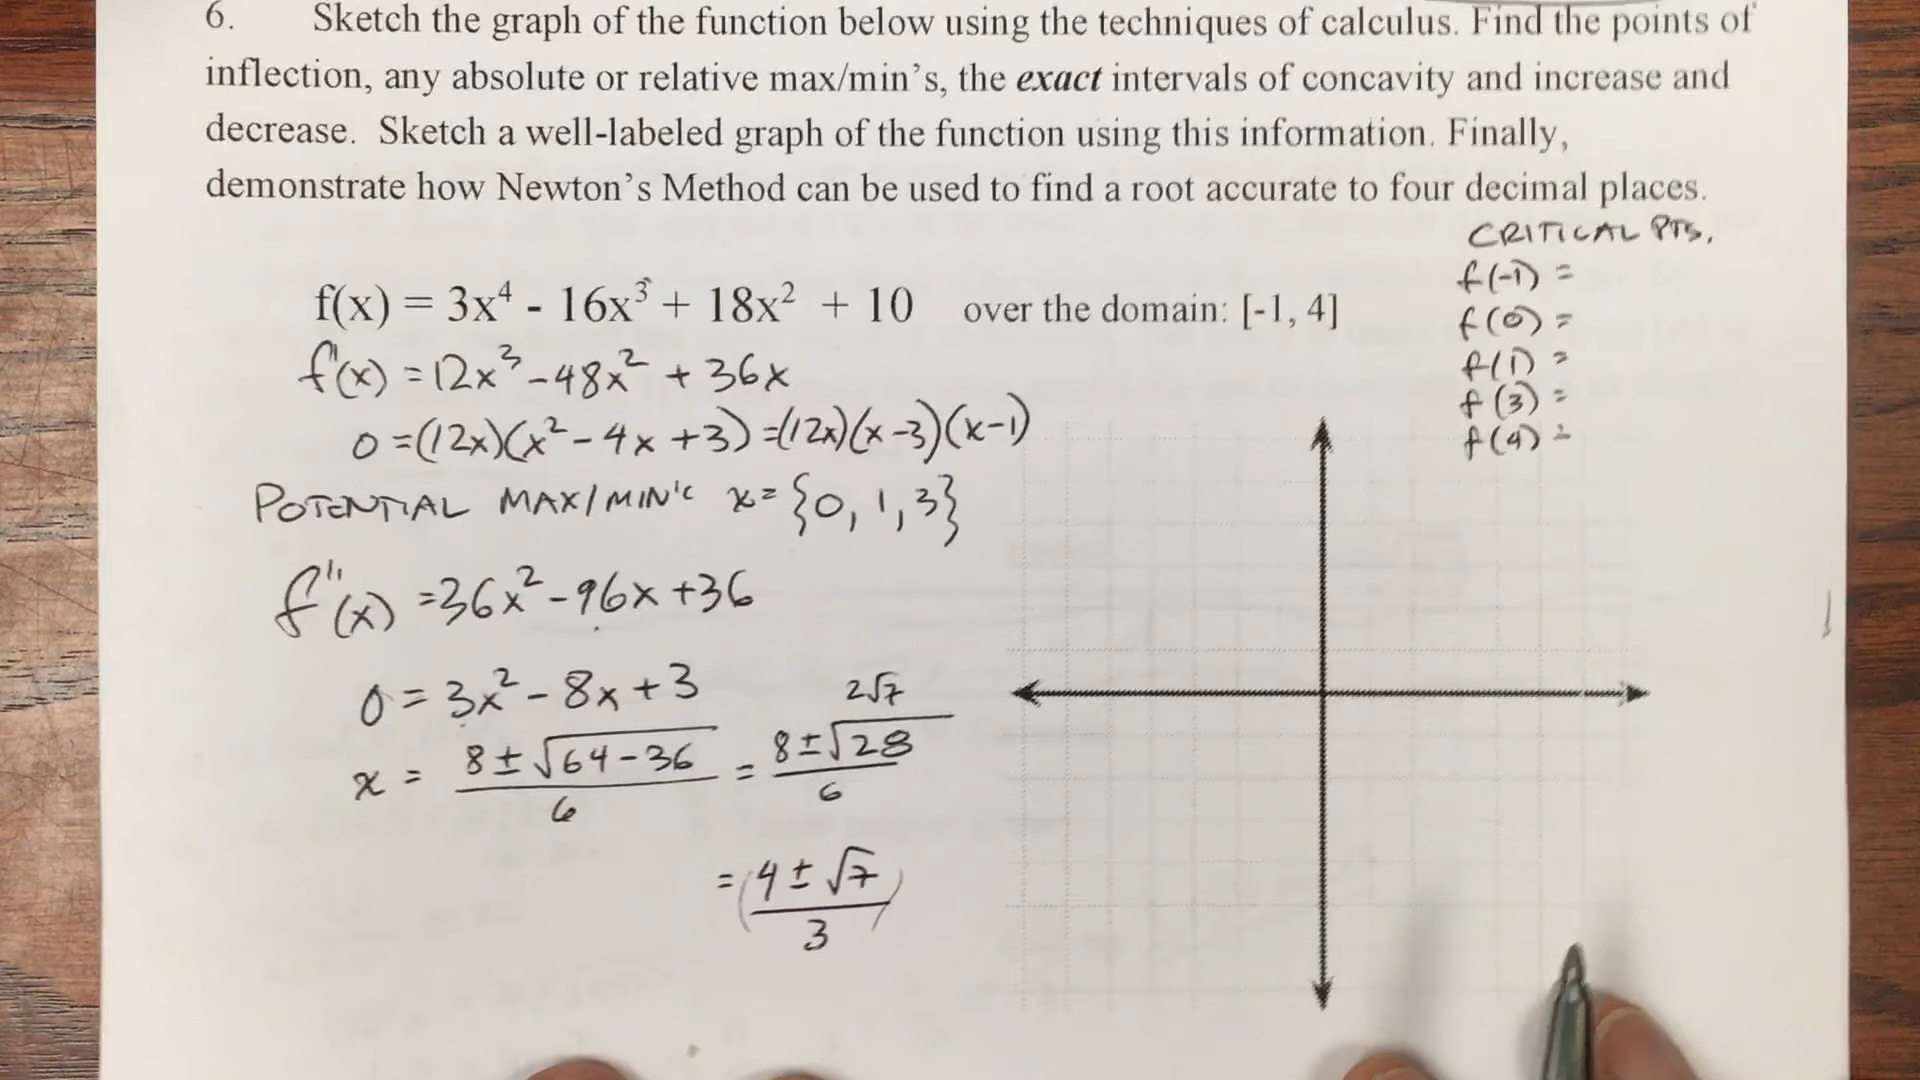 6. Sketch the graph of the function below using the techniques of calculus. Find the points of
inflection, any absolute or relative max/min's, the exact intervals of concavity and increase and
decrease. Sketch a well-labeled graph of the function using this information. Finally,
demonstrate how Newton's Method can be used to find a root accurate to four decimal places.
f(x) = 3x⁴ - 16x³ + 18x² + 10 over the domain: [-1, 4]
f'(x) = 12x³ - 48x² + 36x
0 = (12x)(x² - 4x + 3) = (12x)(x - 3)(x - 1)
POTENTIAL MAX/MIN'S x = {0, 1, 3}
f''(x) = 36x² - 96x + 36
0 = 3x² - 8x + 3
2√7
x = 8 ± √64 - 36 / 6 = 8 ± √28 / 6
= (4 ± √7 / 3)
CRITICAL PTS.
f(-1) =
f(0) =
f(1) =
f(3) =
f(4) =